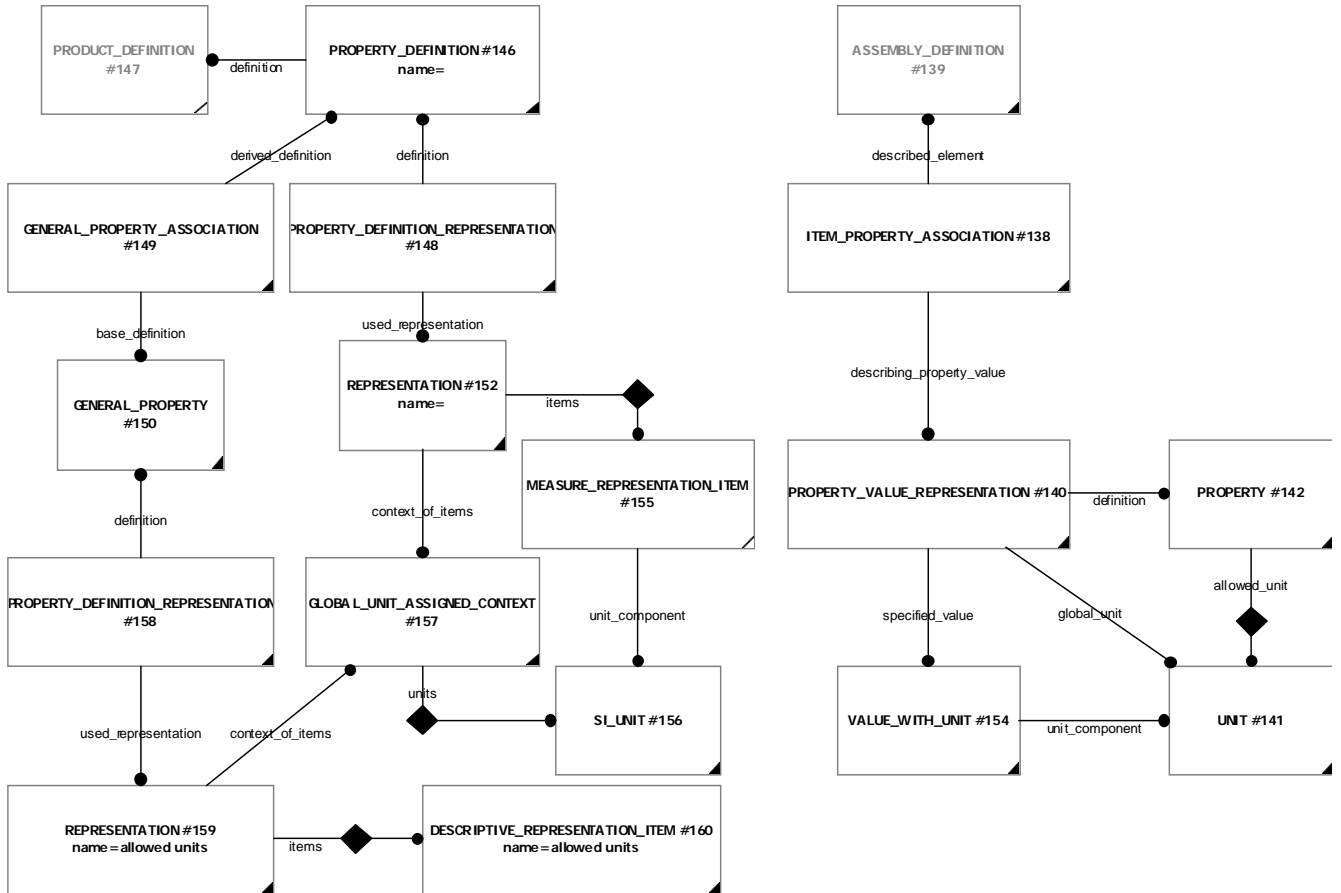 PRODUCT_DEFINITION
#147
definition
PROPERTY_DEFINITION #146
name=
ASSEMBLY_DEFINITION
#139
derived_definition
definition
described_element
GENERAL_PROPERTY_ASSOCIATION
#149
PROPERTY_DEFINITION_REPRESENTATION
#148
ITEM_PROPERTY_ASSOCIATION #138
base_definition
used_representation
describing_property_value
GENERAL_PROPERTY
#150
REPRESENTATION #152
name=
items
MEASURE_REPRESENTATION_ITEM
#155
PROPERTY_VALUE_REPRESENTATION #140
definition
PROPERTY #142
definition
context_of_items
unit_component
specified_value
global_unit
allowed_unit
PROPERTY_DEFINITION_REPRESENTATION
#158
GLOBAL_UNIT_ASSIGNED_CONTEXT
#157
used_representation
context_of_items
units
SI_UNIT #156
VALUE_WITH_UNIT #154
unit_component
UNIT #141
REPRESENTATION #159
name=allowed units
items
DESCRIPTIVE_REPRESENTATION_ITEM #160
name=allowed units